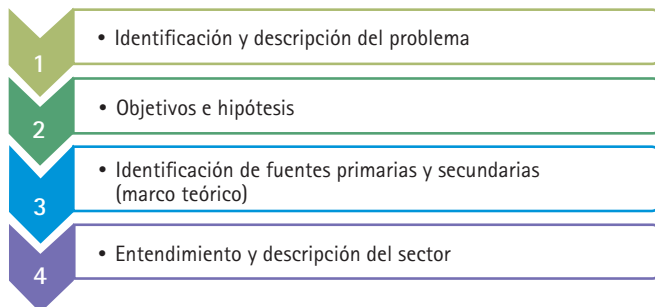 1
• Identificación y descripción del problema
2
• Objetivos e hipótesis
3
• Identificación de fuentes primarias y secundarias
(marco teórico)
4
• Entendimiento y descripción del sector